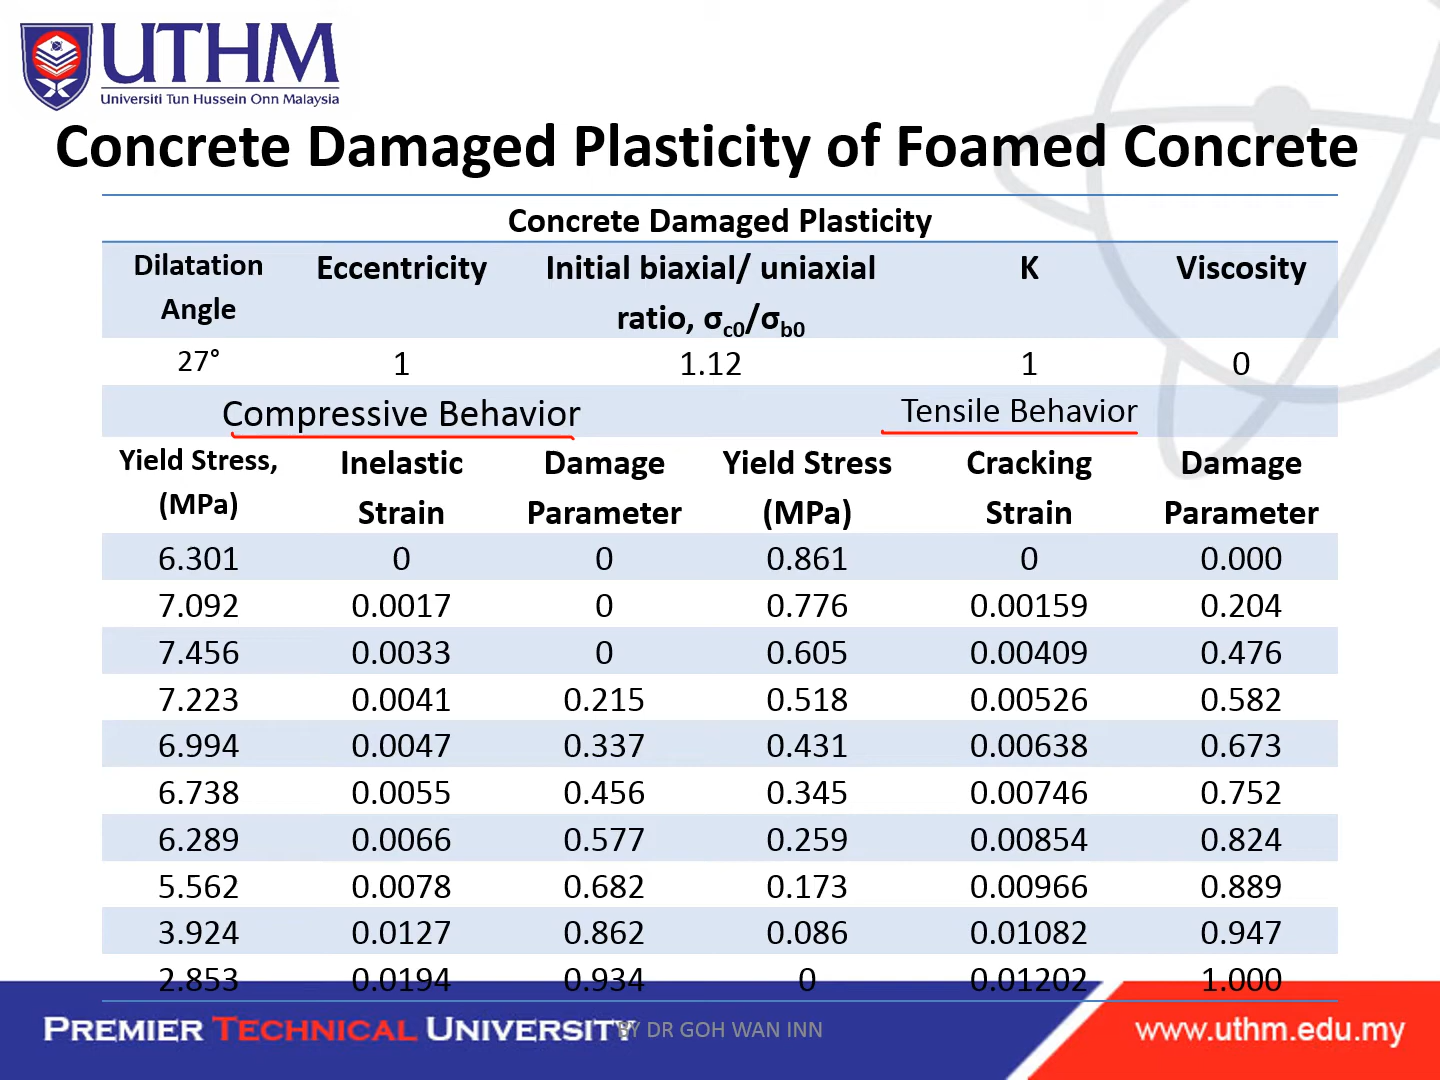 UTHM
Universiti Tun Hussein Onn Malaysia
Concrete Damaged Plasticity of Foamed Concrete
Concrete Damaged Plasticity
Dilatation Angle Eccentricity Initial biaxial/ uniaxial ratio, σc0/σb0 K Viscosity
27° 1 1.12 1 0
Compressive Behavior Tensile Behavior
Yield Stress, (MPa) Inelastic Strain Damage Parameter Yield Stress (MPa) Cracking Strain Damage Parameter
6.301 0 0 0.861 0 0.000
7.092 0.0017 0 0.776 0.00159 0.204
7.456 0.0033 0 0.605 0.00409 0.476
7.223 0.0041 0.215 0.518 0.00526 0.582
6.994 0.0047 0.337 0.431 0.00638 0.673
6.738 0.0055 0.456 0.345 0.00746 0.752
6.289 0.0066 0.577 0.259 0.00854 0.824
5.562 0.0078 0.682 0.173 0.00966 0.889
3.924 0.0127 0.862 0.086 0.01082 0.947
2.853 0.0194 0.934 0 0.01202 1.000
PREMIER TECHNICAL UNIVERSITY BY DR GOH WAN INN www.uthm.edu.my